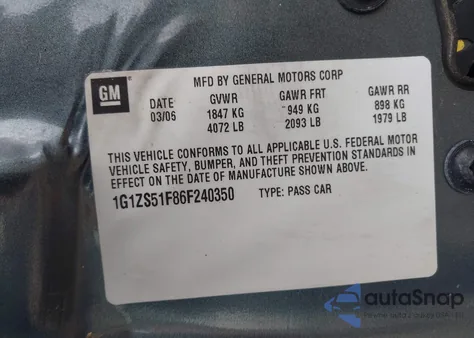 GM
MFD BY GENERAL MOTORS CORP
DATE GVWR GAWR FRT GAWR RR
03/06 1847 KG 949 KG 898 KG
4072 LB 2093 LB 1979 LB
THIS VEHICLE CONFORMS TO ALL APPLICABLE U.S. FEDERAL MOTOR
VEHICLE SAFETY, BUMPER, AND THEFT PREVENTION STANDARDS IN
EFFECT ON THE DATE OF MANUFACTURE SHOWN ABOVE.
1G1ZS51F86F240350 TYPE: PASS CAR
autoSnap